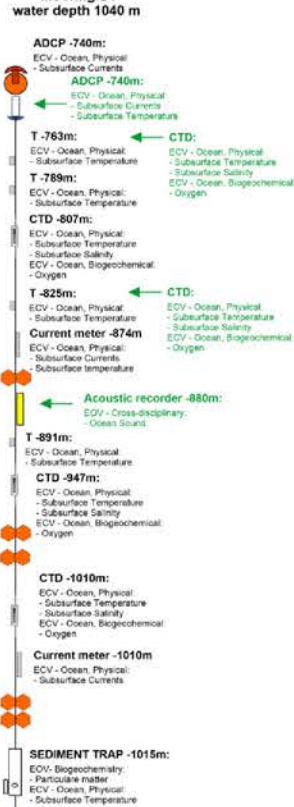 water depth 1040 m
ADCP -740m:
ECV - Ocean, Physical
- Subsurface Currents
ADCP -740m:
ECV - Ocean, Physical
- Subsurface Currents
- Subsurface Temperature
T -763m:
ECV - Ocean, Physical:
- Subsurface Temperature
CTD:
ECV - Ocean, Physical
- Subsurface Temperature
- Subsurface Salinity
ECV - Ocean, Biogeochemical
- Oxygen
T -789m:
ECV - Ocean, Physical:
- Subsurface Temperature
CTD -807m:
ECV - Ocean, Physical:
- Subsurface Temperature
- Subsurface Salinity
ECV - Ocean, Biogeochemical:
- Oxygen
T -825m:
ECV - Ocean, Physical:
- Subsurface Temperature
CTD:
ECV - Ocean, Physical:
- Subsurface Temperature
- Subsurface Salinity
ECV - Ocean, Biogeochemical
- Oxygen
Current meter -874m
ECV - Ocean, Physical:
- Subsurface Currents
- Subsurface temperature
Acoustic recorder -880m:
EOV - Cross-disciplinary:
- Ocean Sound
T -891m:
ECV - Ocean, Physical:
- Subsurface Temperature
CTD -947m:
ECV - Ocean, Physical:
- Subsurface Temperature
- Subsurface Salinity
ECV - Ocean, Biogeochemical:
- Oxygen
CTD -1010m:
ECV - Ocean, Physical:
- Subsurface Temperature
- Subsurface Salinity
ECV - Ocean, Biogeochemical:
- Oxygen
Current meter -1010m
ECV - Ocean, Physical:
- Subsurface Currents
SEDIMENT TRAP -1015m:
EOV- Biogeochemistry:
- Particulare matter
ECV - Ocean, Physical:
- Subsurface Temperature